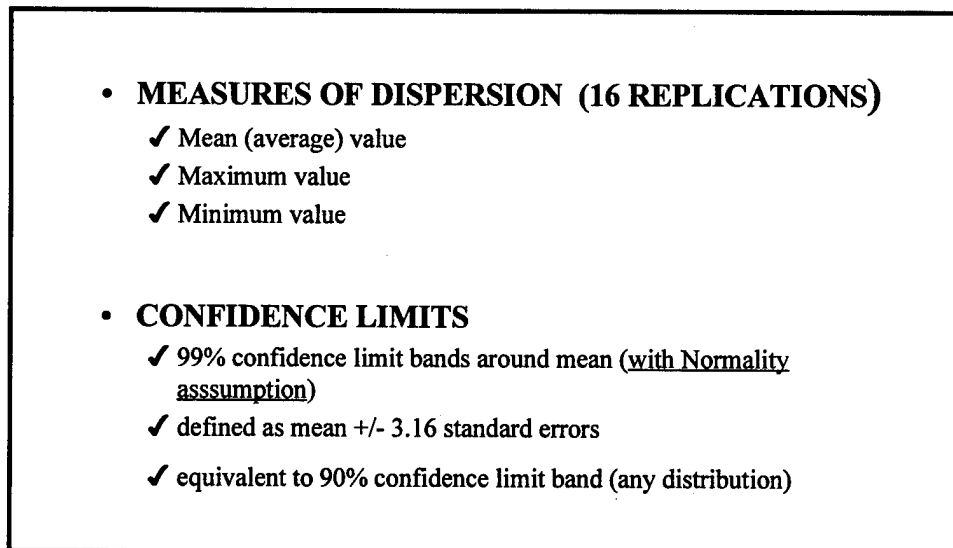 • MEASURES OF DISPERSION (16 REPLICATIONS)
✓ Mean (average) value
✓ Maximum value
✓ Minimum value
• CONFIDENCE LIMITS
✓ 99% confidence limit bands around mean (with Normality
asssumption)
✓ defined as mean +/- 3.16 standard errors
✓ equivalent to 90% confidence limit band (any distribution)